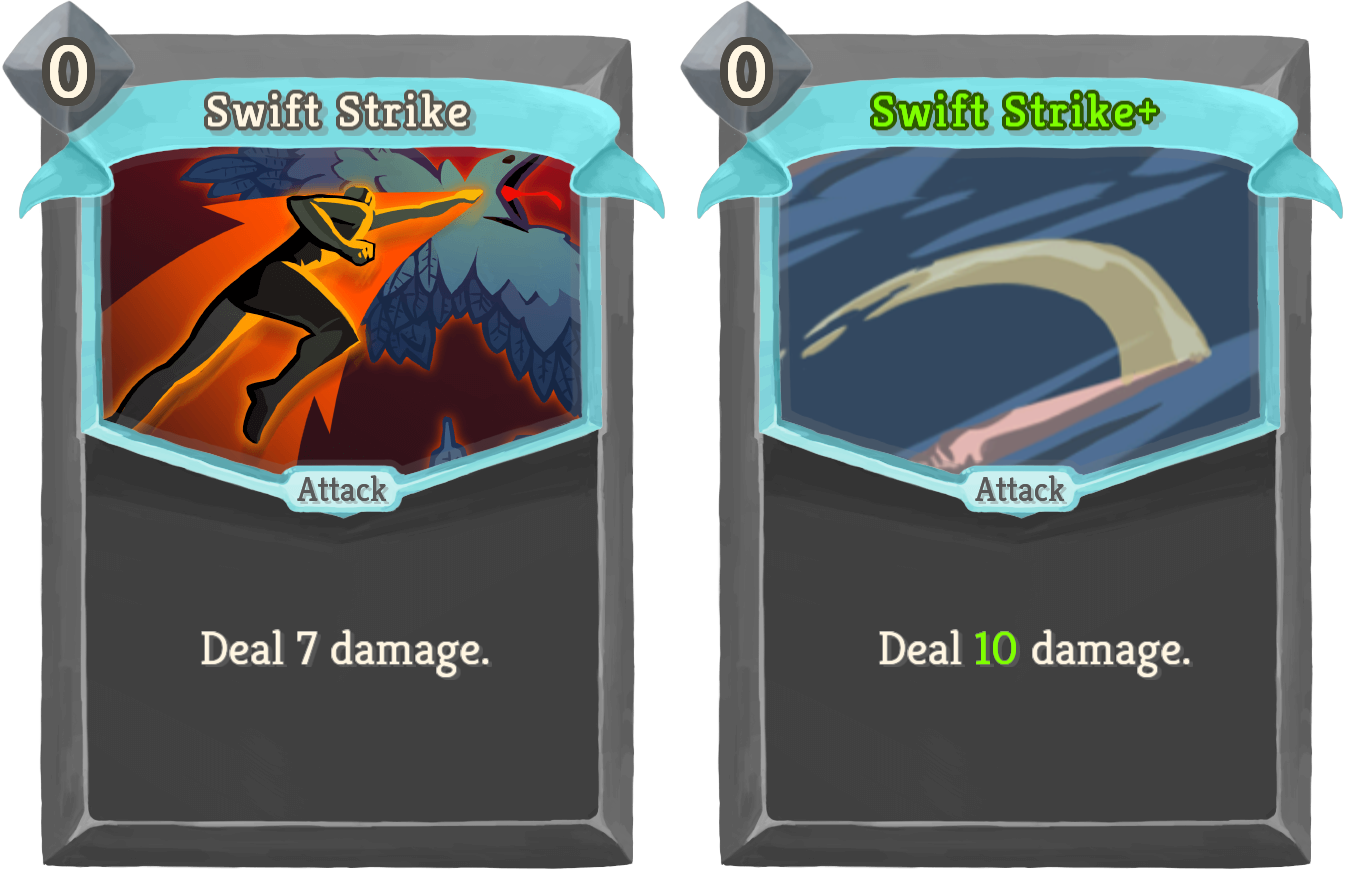 0
Swift Strike
Attack
Deal 7 damage.
0
Swift Strike+
Attack
Deal 10 damage.